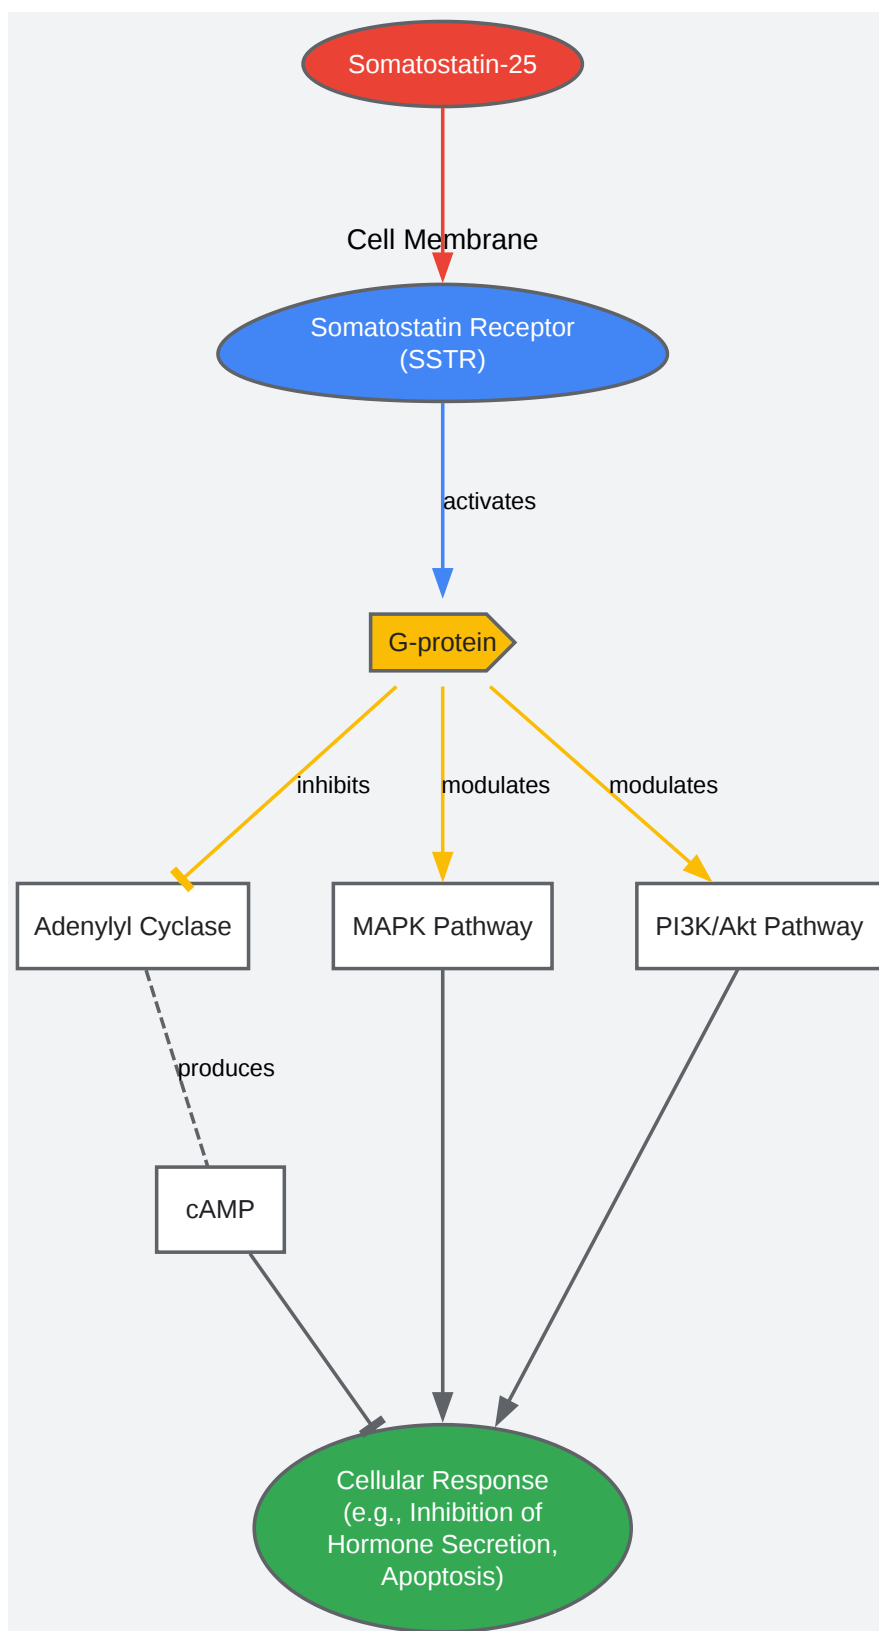 Somatostatin-25
Cell Membrane
Somatostatin Receptor
(SSTR)
activates
G-protein
inhibits
modulates
modulates
Adenylyl Cyclase
MAPK Pathway
PI3K/Akt Pathway
produces
cAMP
Cellular Response
(e.g., Inhibition of
Hormone Secretion,
Apoptosis)